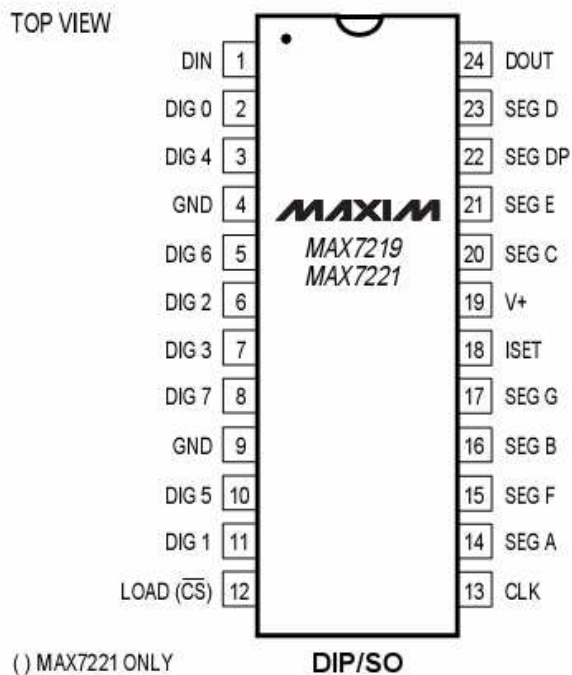 TOP VIEW
DIN 1
DIG 0 2
DIG 4 3
GND 4
DIG 6 5
DIG 2 6
DIG 3 7
DIG 7 8
GND 9
DIG 5 10
DIG 1 11
LOAD (C̅S̅) 12
MAXIM
MAX7219
MAX7221
24 DOUT
23 SEG D
22 SEG DP
21 SEG E
20 SEG C
19 V+
18 ISET
17 SEG G
16 SEG B
15 SEG F
14 SEG A
13 CLK
( ) MAX7221 ONLY
DIP/SO